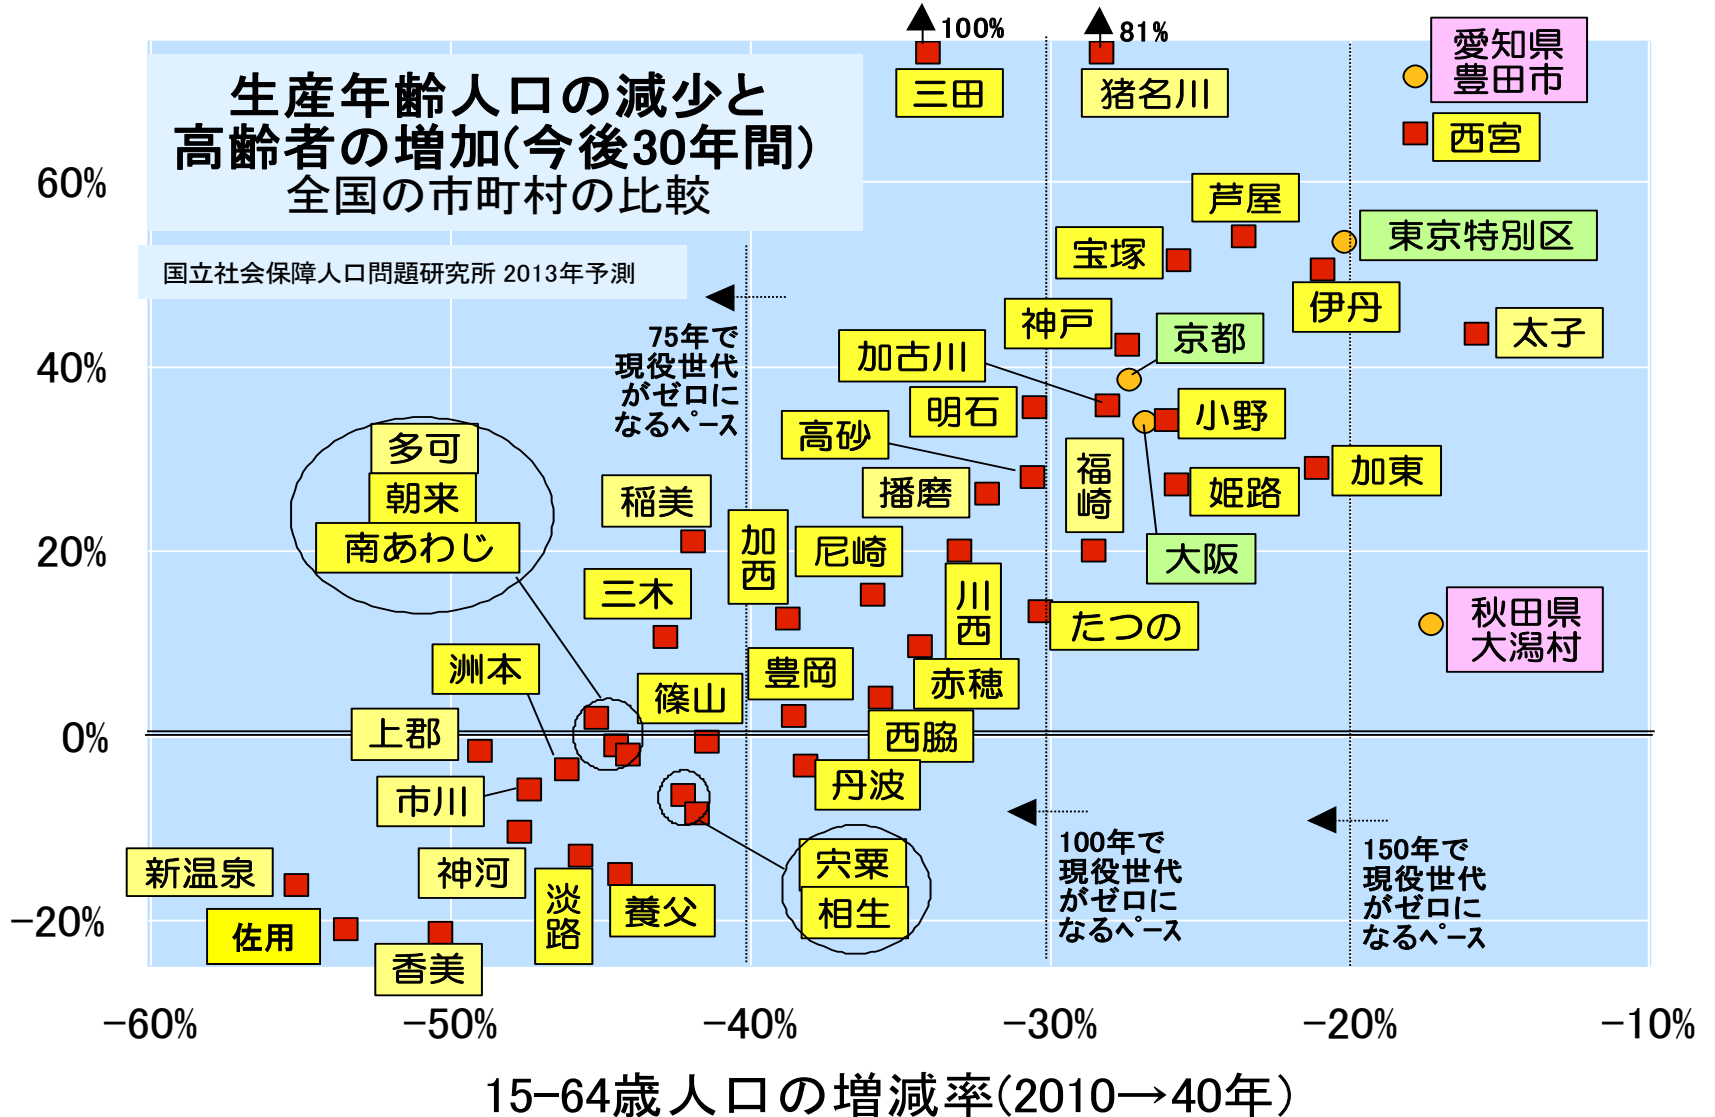 100%
81%
愛知県
豊田市
生産年齢人口の減少と
高齢者の増加(今後30年間)
全国の市町村の比較
三田
猪名川
西宮
60%
芦屋
東京特別区
宝塚
国立社会保障人口問題研究所 2013年予測
伊丹
神戸
京都
太子
75年で
現役世代
がゼロに
なるペース
加古川
40%
明石
小野
高砂
多可
朝来
南あわじ
稲美
播磨
福崎
姫路
加東
加西
尼崎
大阪
20%
三木
川西
たつの
秋田県
大潟村
洲本
篠山
豊岡
赤穂
上郡
0%
西脇
市川
丹波
100年で
現役世代
がゼロに
なるペース
150年で
現役世代
がゼロに
なるペース
新温泉
神河
淡路
養父
宍粟
相生
−20%
佐用
香美
−60%
−50%
−40%
−30%
−20%
−10%
15−64歳人口の増減率(2010→40年)